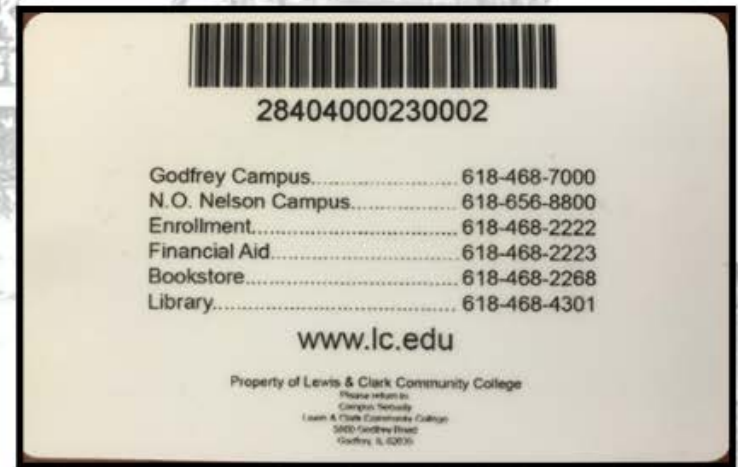 28404000230002
Godfrey Campus.......................... 618-468-7000
N.O. Nelson Campus................... 618-656-8800
Enrollment.................................. 618-468-2222
Financial Aid............................... 618-468-2223
Bookstore................................... 618-468-2268
Library........................................ 618-468-4301
www.lc.edu
Property of Lewis & Clark Community College
Please return to:
Campus Security
Lewis & Clark Community College
5800 Godfrey Road
Godfrey, IL 62035